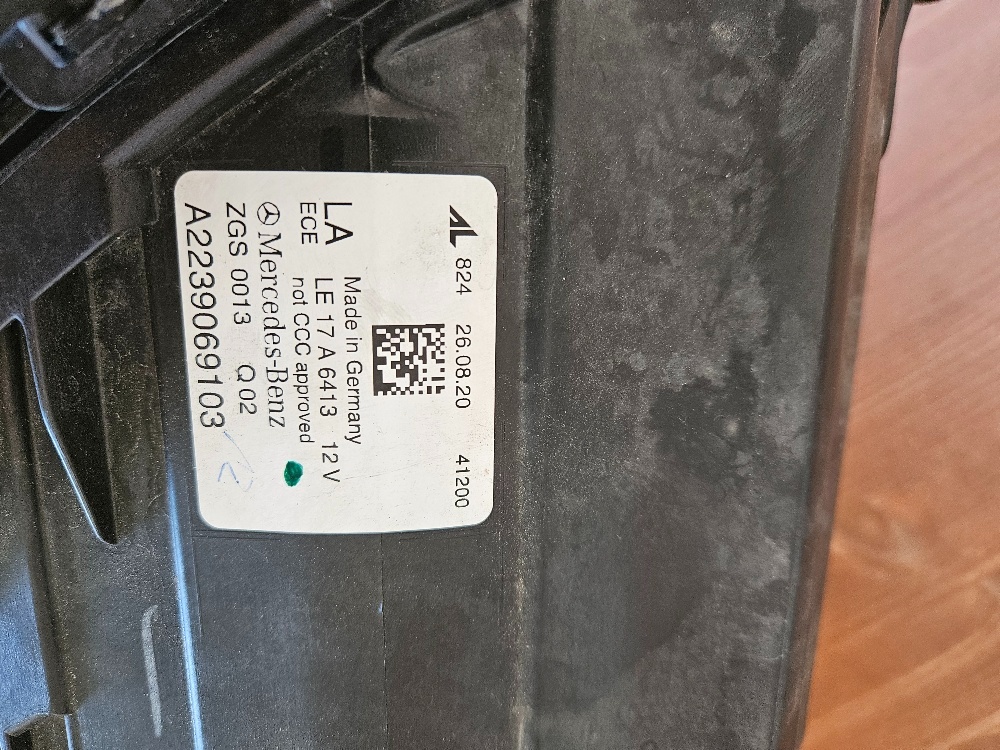 AL 824 26.08.20 41200
Made in Germany
LA LE 17 A 6413 12 V
ECE not CCC approved
Mercedes-Benz
ZGS 0013 Q 02
A2239069103